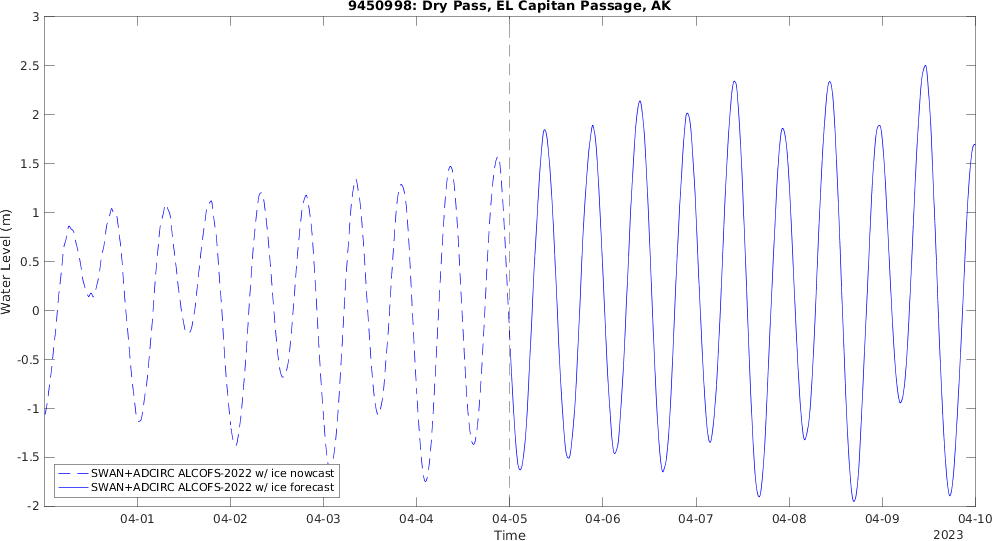 9450998: Dry Pass, EL Capitan Passage, AK
3
2.5
2
1.5
1
0.5
0
-0.5
-1
-1.5
-2
Water Level (m)
SWAN+ADCIRC ALCOFS-2022 w/ ice nowcast
SWAN+ADCIRC ALCOFS-2022 w/ ice forecast
04-01 04-02 04-03 04-04 04-05 04-06 04-07 04-08 04-09 04-10
Time
2023